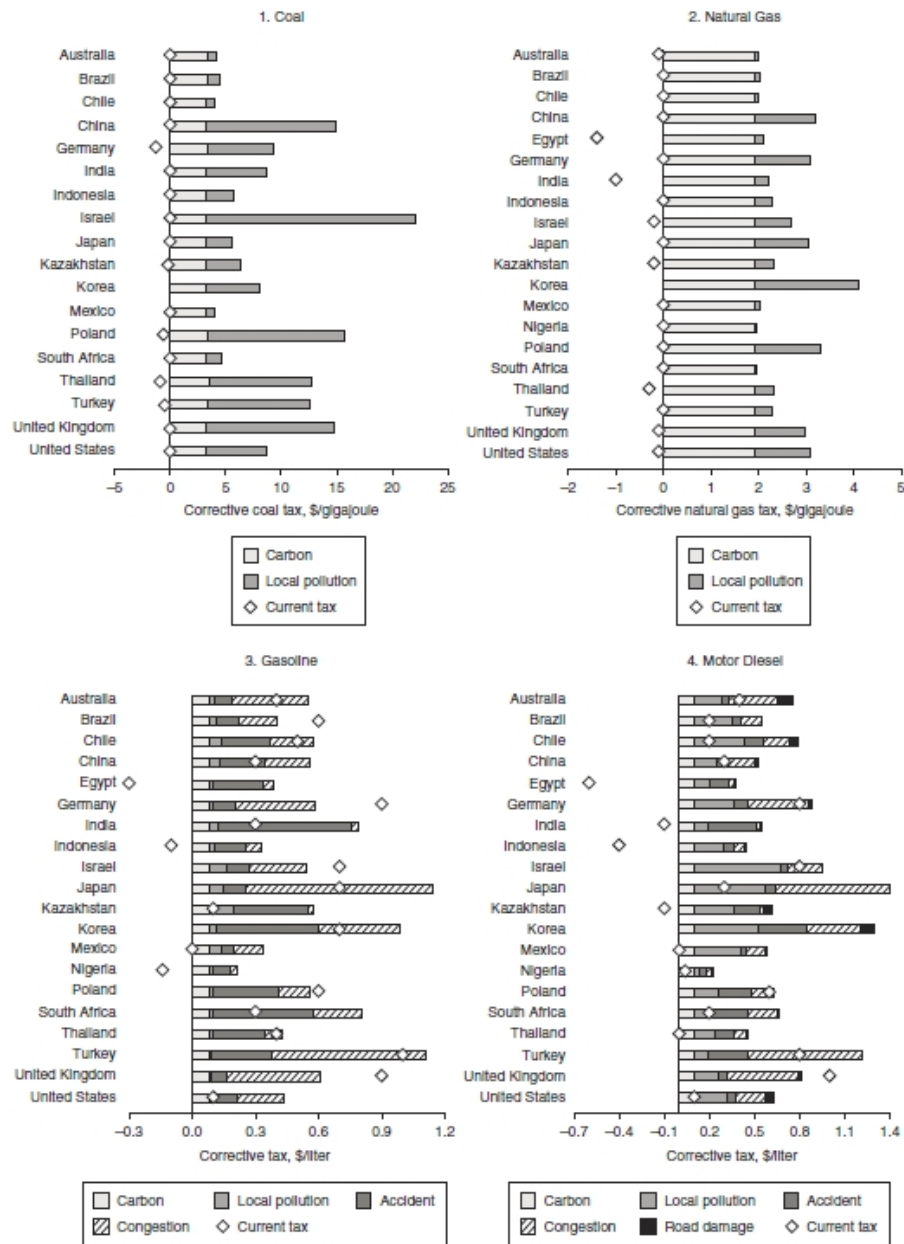 1. Coal
Australia
Brazil
Chile
China
Germany
India
Indonesia
Israel
Japan
Kazakhstan
Korea
Mexico
Poland
South Africa
Thailand
Turkey
United Kingdom
United States
–5 0 5 10 15 20 25
Corrective coal tax, $/gigajoule
Carbon
Local pollution
Current tax
2. Natural Gas
Australia
Brazil
Chile
China
Egypt
Germany
India
Indonesia
Israel
Japan
Kazakhstan
Korea
Mexico
Nigeria
Poland
South Africa
Thailand
Turkey
United Kingdom
United States
–2 –1 0 1 2 3 4 5
Corrective natural gas tax, $/gigajoule
Carbon
Local pollution
Current tax
3. Gasoline
Australia
Brazil
Chile
China
Egypt
Germany
India
Indonesia
Israel
Japan
Kazakhstan
Korea
Mexico
Nigeria
Poland
South Africa
Thailand
Turkey
United Kingdom
United States
–0.3 0.0 0.3 0.6 0.9 1.2
Corrective tax, $/liter
Carbon Local pollution Accident
Congestion Current tax
4. Motor Diesel
Australia
Brazil
Chile
China
Egypt
Germany
India
Indonesia
Israel
Japan
Kazakhstan
Korea
Mexico
Nigeria
Poland
South Africa
Thailand
Turkey
United Kingdom
United States
–0.7 –0.4 –0.1 0.2 0.5 0.8 1.1 1.4
Corrective tax, $/liter
Carbon Local pollution Accident
Congestion Road damage Current tax